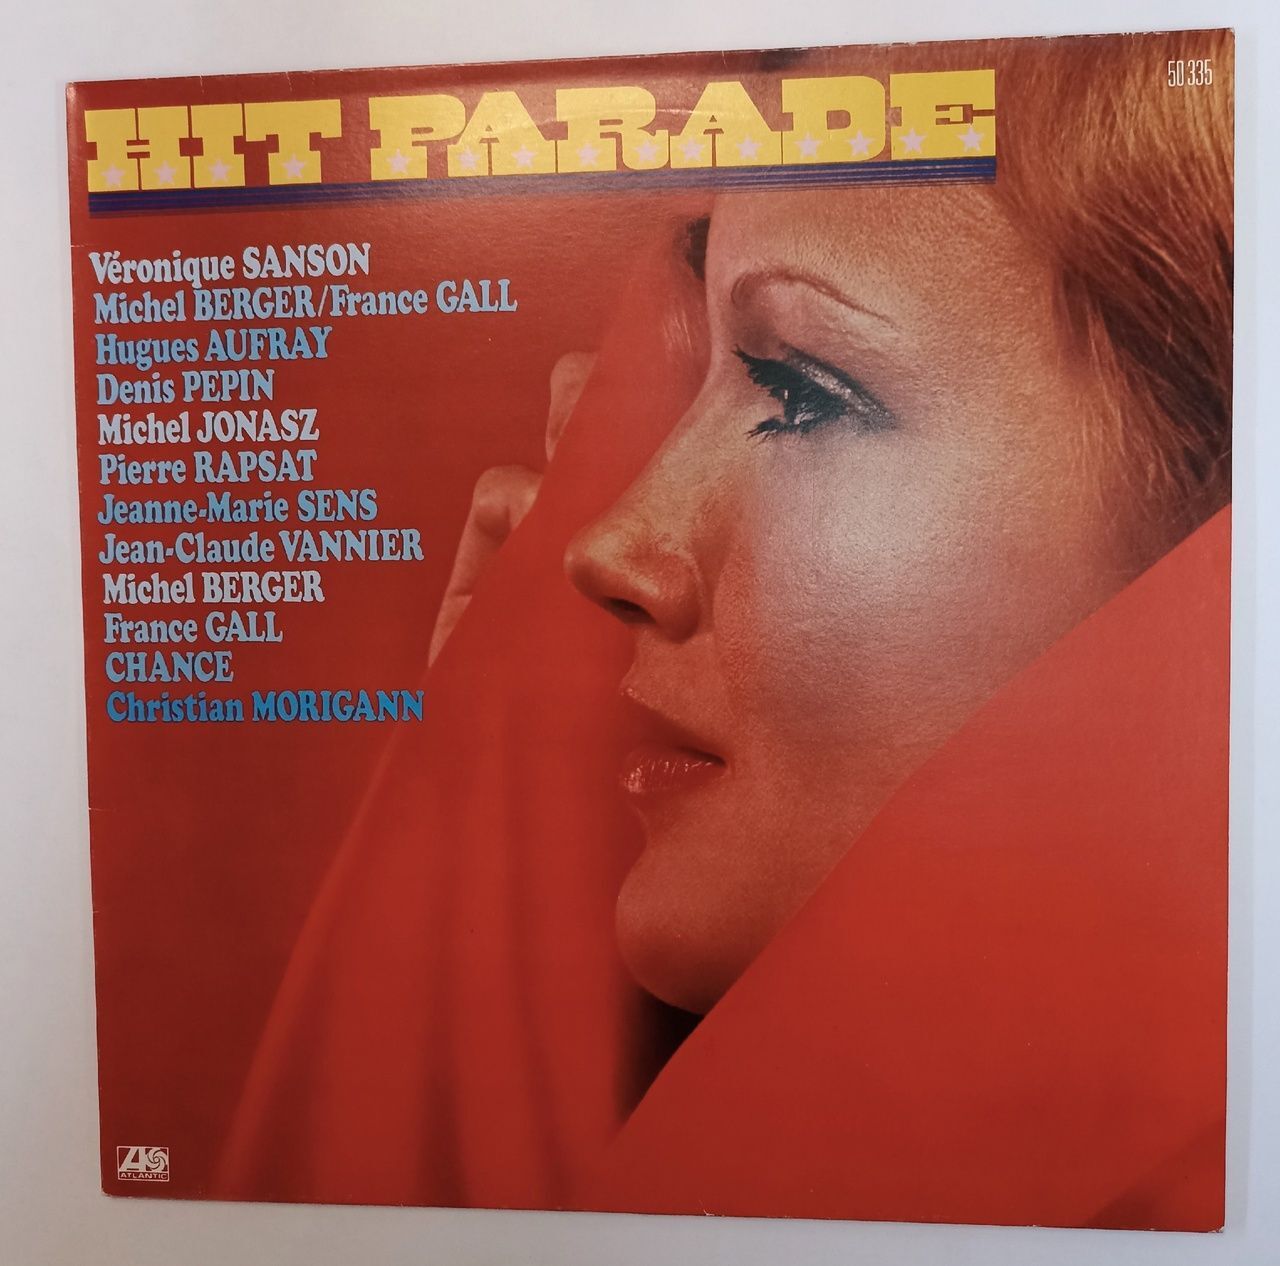 50 335
HIT PARADE
Véronique SANSON
Michel BERGER/France GALL
Hugues AUFRAY
Denis PEPIN
Michel JONASZ
Pierre RAPSAT
Jeanne-Marie SENS
Jean-Claude VANNIER
Michel BERGER
France GALL
CHANCE
Christian MORIGANN
ATLANTIC